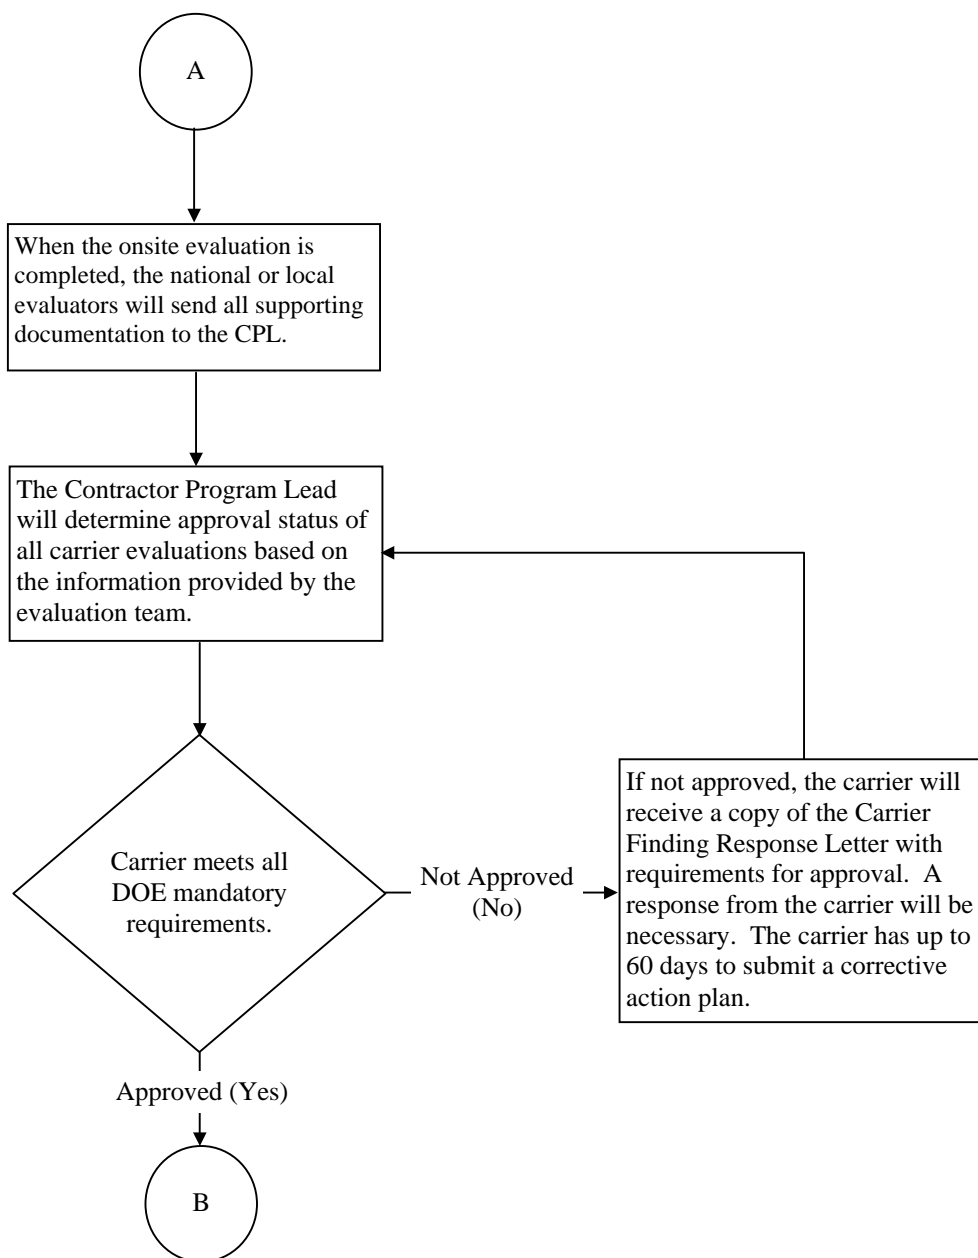 A
When the onsite evaluation is
completed, the national or local
evaluators will send all supporting
documentation to the CPL.
The Contractor Program Lead
will determine approval status of
all carrier evaluations based on
the information provided by the
evaluation team.
Carrier meets all
DOE mandatory
requirements.
Not Approved
(No)
If not approved, the carrier will
receive a copy of the Carrier
Finding Response Letter with
requirements for approval.  A
response from the carrier will be
necessary.  The carrier has up to
60 days to submit a corrective
action plan.
Approved (Yes)
B